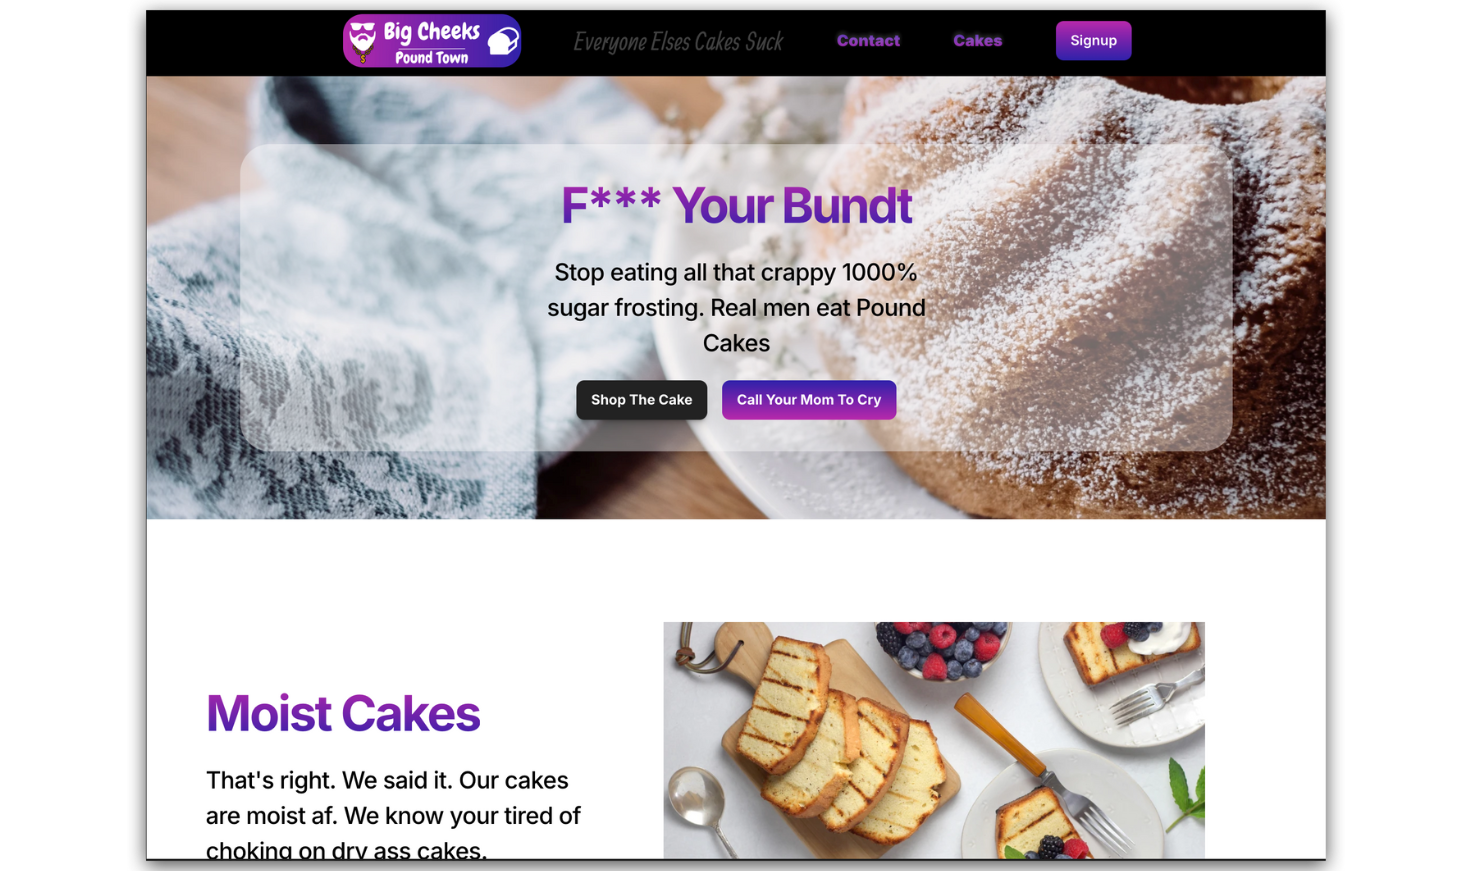 Big Cheeks
Pound Town
$
Everyone Elses Cakes Suck
Contact
Cakes
Signup
F*** Your Bundt
Stop eating all that crappy 1000%
sugar frosting. Real men eat Pound
Cakes
Shop The Cake
Call Your Mom To Cry
Moist Cakes
That's right. We said it. Our cakes
are moist af. We know your tired of
choking on dry ass cakes.